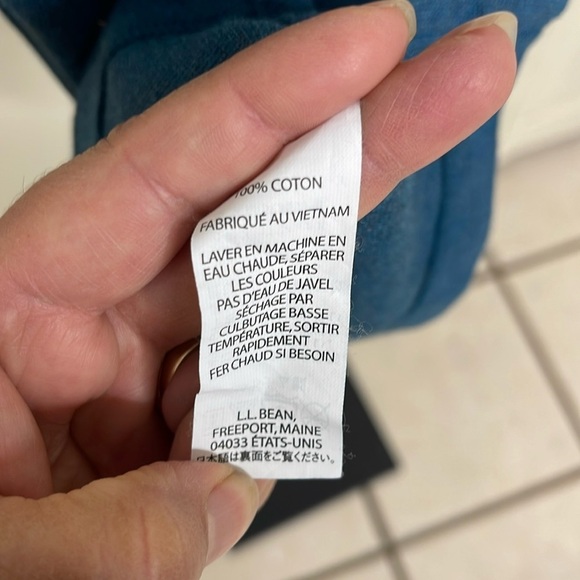 100% COTON
FABRIQUÉ AU VIETNAM
LAVER EN MACHINE EN
EAU CHAUDE, SÉPARER
LES COULEURS
PAS D'EAU DE JAVEL
SÉCHAGE PAR
CULBUTAGE BASSE
TEMPÉRATURE, SORTIR
RAPIDEMENT
FER CHAUD SI BESOIN
L.L. BEAN,
FREEPORT, MAINE
04033 ÉTATS-UNIS
日本語は裏面をご覧ください。